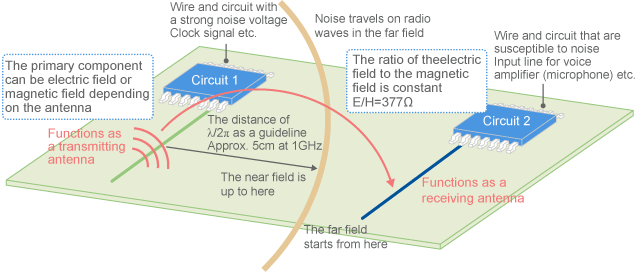 Wire and circuit with
a strong noise voltage
Clock signal etc.
Noise travels on radio
waves in the far field
Wire and circuit that are
susceptible to noise
Input line for voice
amplifier (microphone) etc.
The primary component
can be electric field or
magnetic field depending
on the antenna
Circuit 1
The ratio of theelectric
field to the magnetic
field is constant
E/H=377Ω
Circuit 2
Functions as
a transmitting
antenna
The distance of
λ/2π as a guideline
Approx. 5cm at 1GHz
The near field is
up to here
Functions as a
receiving antenna
The far field
starts from here